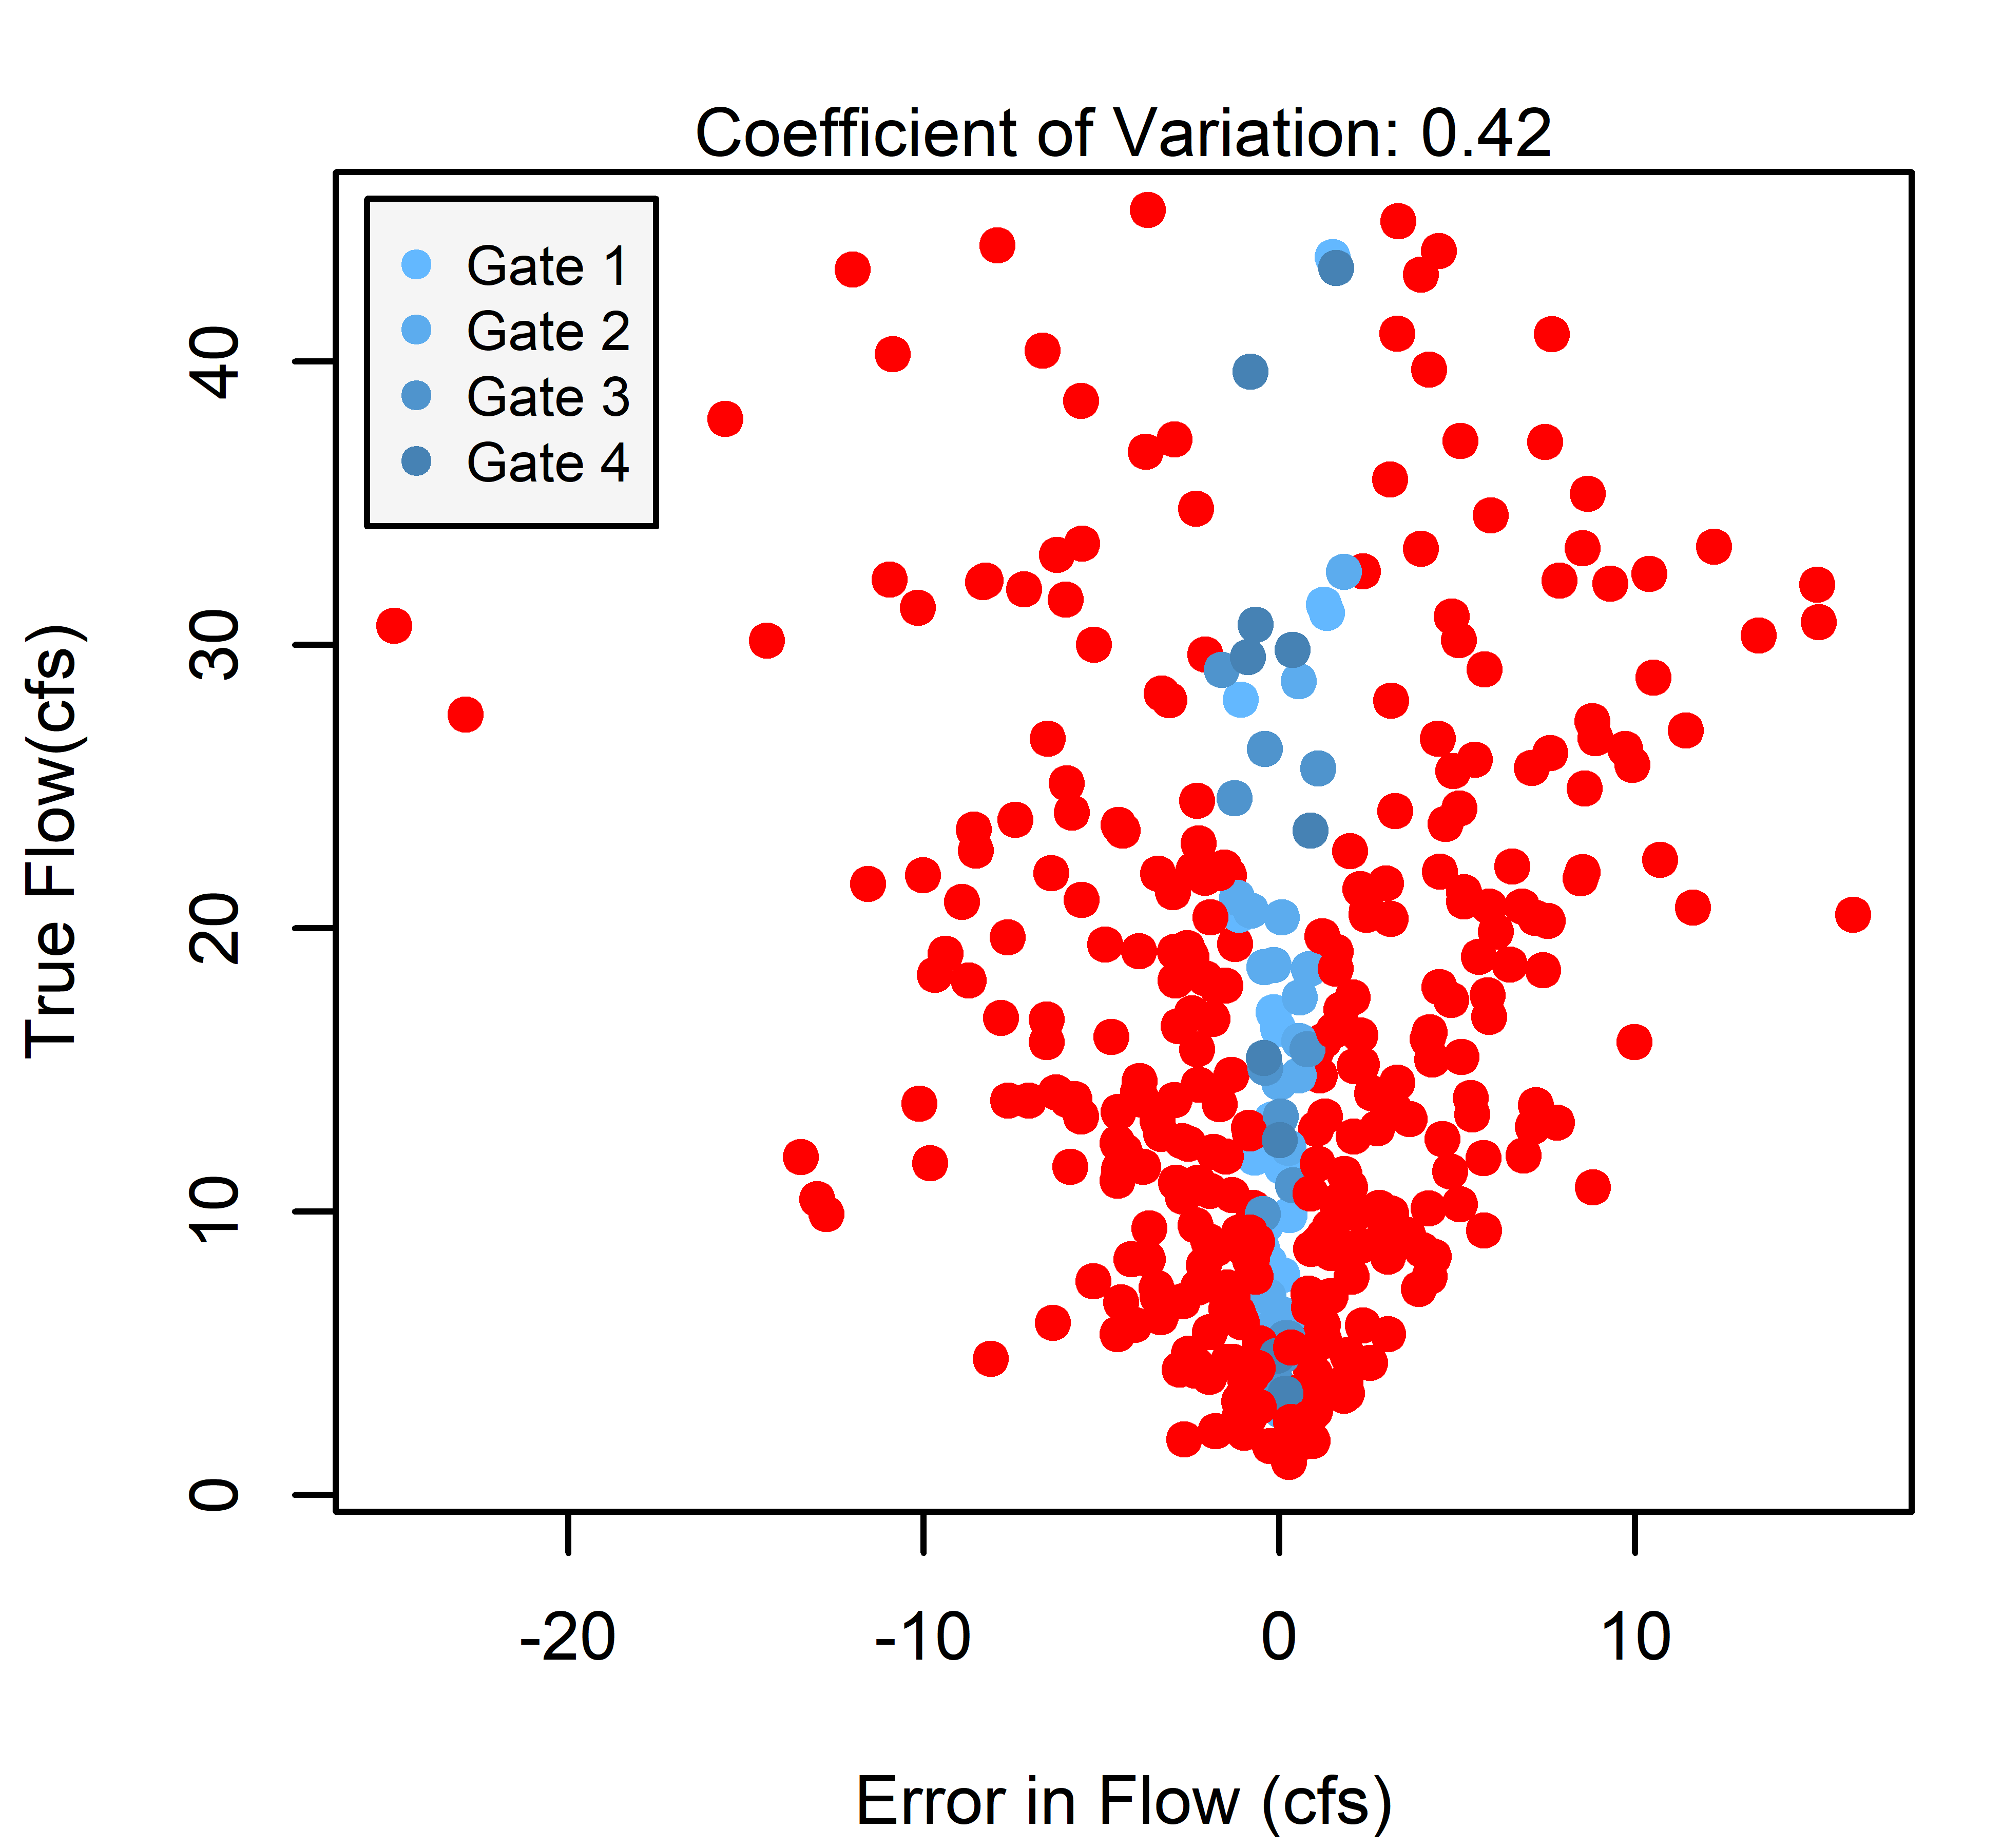 Coefficient of Variation: 0.42
Gate 1
Gate 2
Gate 3
Gate 4
True Flow(cfs)
40
30
20
10
0
-20
-10
0
10
Error in Flow (cfs)